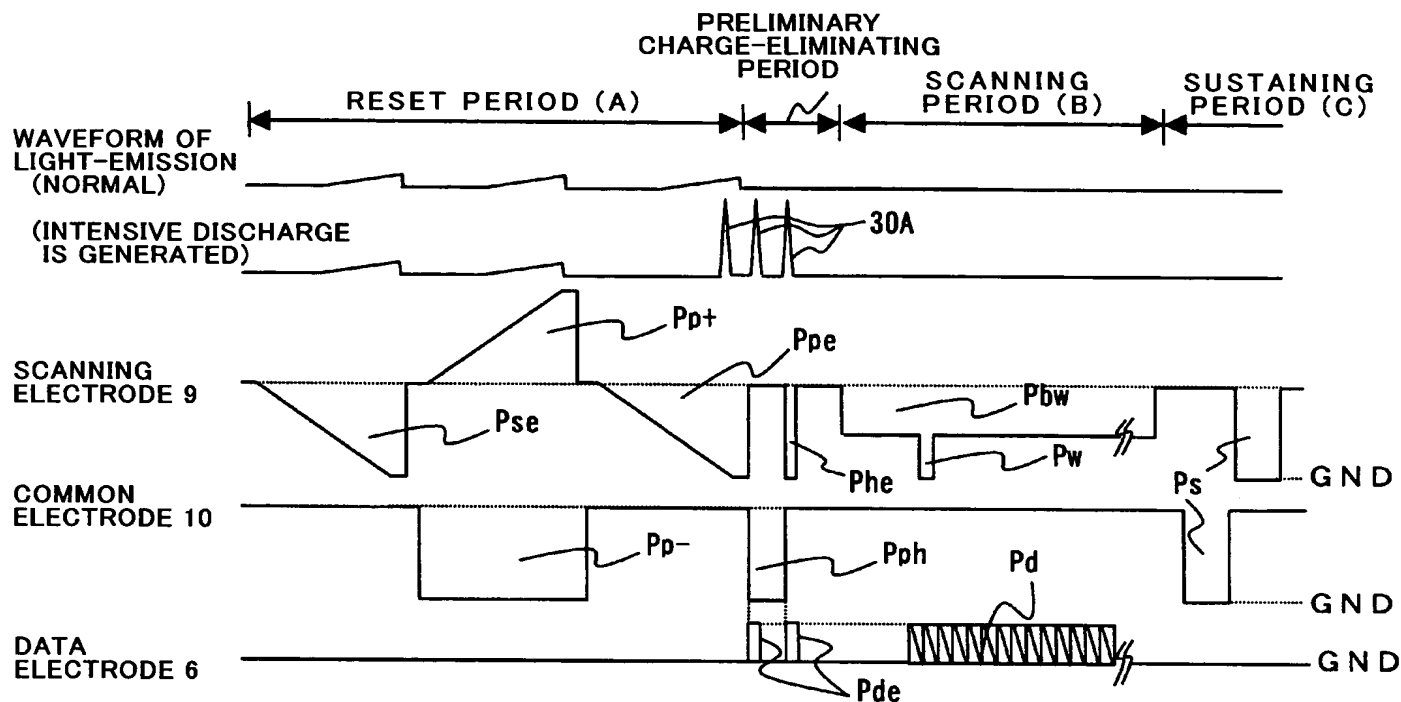 PRELIMINARY
CHARGE-ELIMINATING
PERIOD
RESET PERIOD (A)
SCANNING
PERIOD (B)
SUSTAINING
PERIOD (C)
WAVEFORM OF
LIGHT-EMISSION
(NORMAL)
(INTENSIVE DISCHARGE
IS GENERATED)
30A
SCANNING
ELECTRODE 9
Pse
Pp+
Ppe
Phe
Pbw
Pw
Ps
GND
COMMON
ELECTRODE 10
Pp-
Pph
Pd
GND
DATA
ELECTRODE 6
Pde
GND